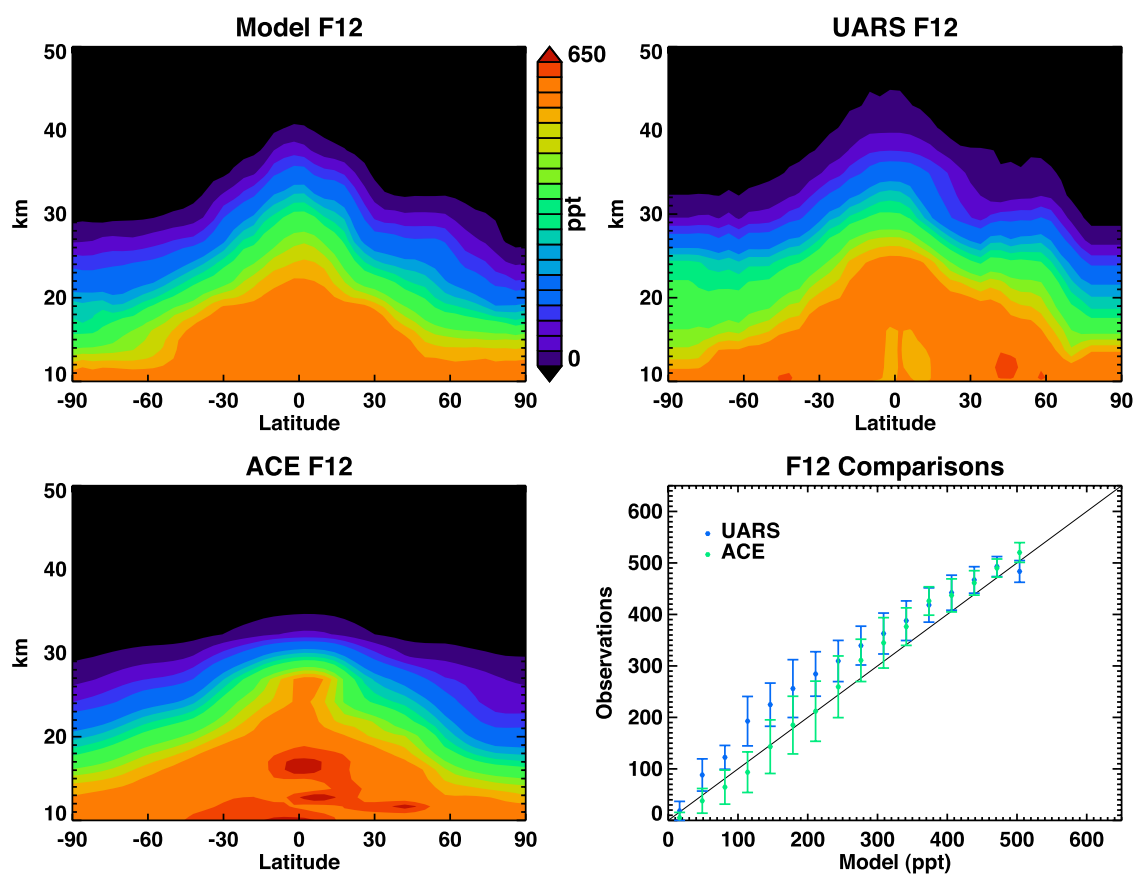 Model F12
50
40
30
20
10
km
-90 -60 -30 0 30 60 90
Latitude
650
ppt
0
UARS F12
50
40
30
20
10
km
-90 -60 -30 0 30 60 90
Latitude
ACE F12
50
40
30
20
10
km
-90 -60 -30 0 30 60 90
Latitude
F12 Comparisons
600
500
400
300
200
100
0
Observations
UARS
ACE
0 100 200 300 400 500 600
Model (ppt)